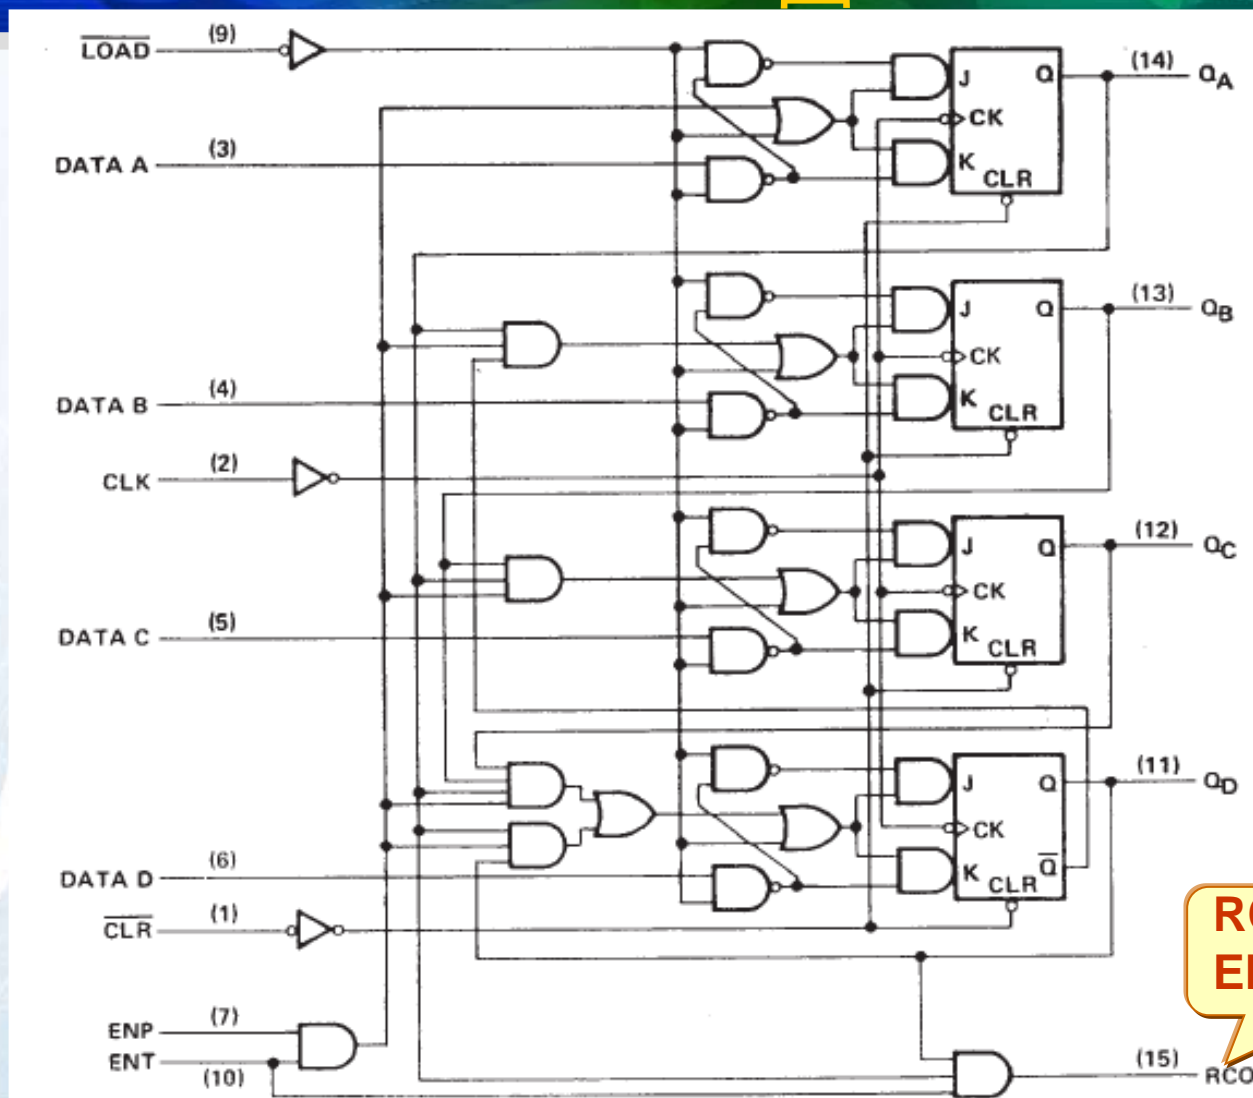 LOAD (9)
J Q (14) QA
CK
DATA A (3)
K
CLR
J Q (13) QB
CK
DATA B (4)
K
CLR
CLK (2)
J Q (12) QC
CK
DATA C (5)
K
CLR
J Q (11) QD
CK
DATA D (6)
K Q
CLR
CLR (1)
ENP (7)
ENT
(10)
(15)
RCO